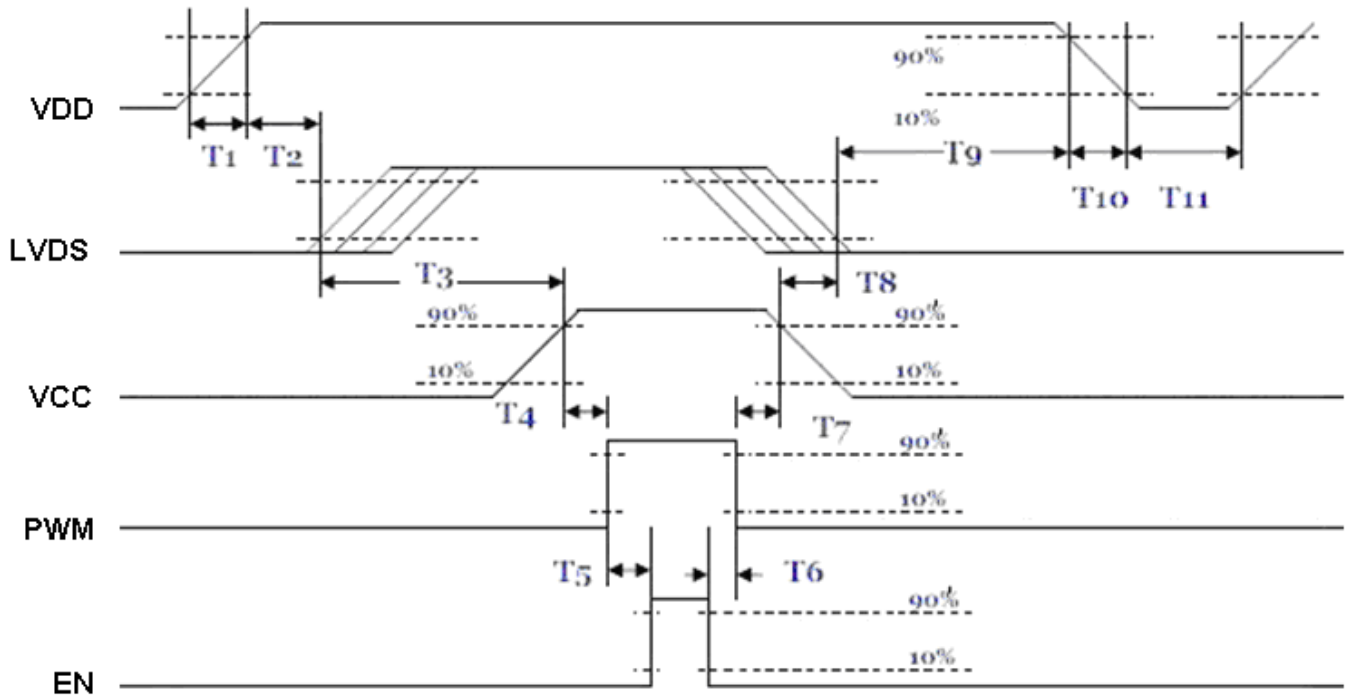 90%
VDD
10%
T1 T2
T9
T10 T11
LVDS
T3
T8
90% 90%
10% 10%
VCC
T4
T7
90%
10%
PWM
T5
T6
90%
10%
EN